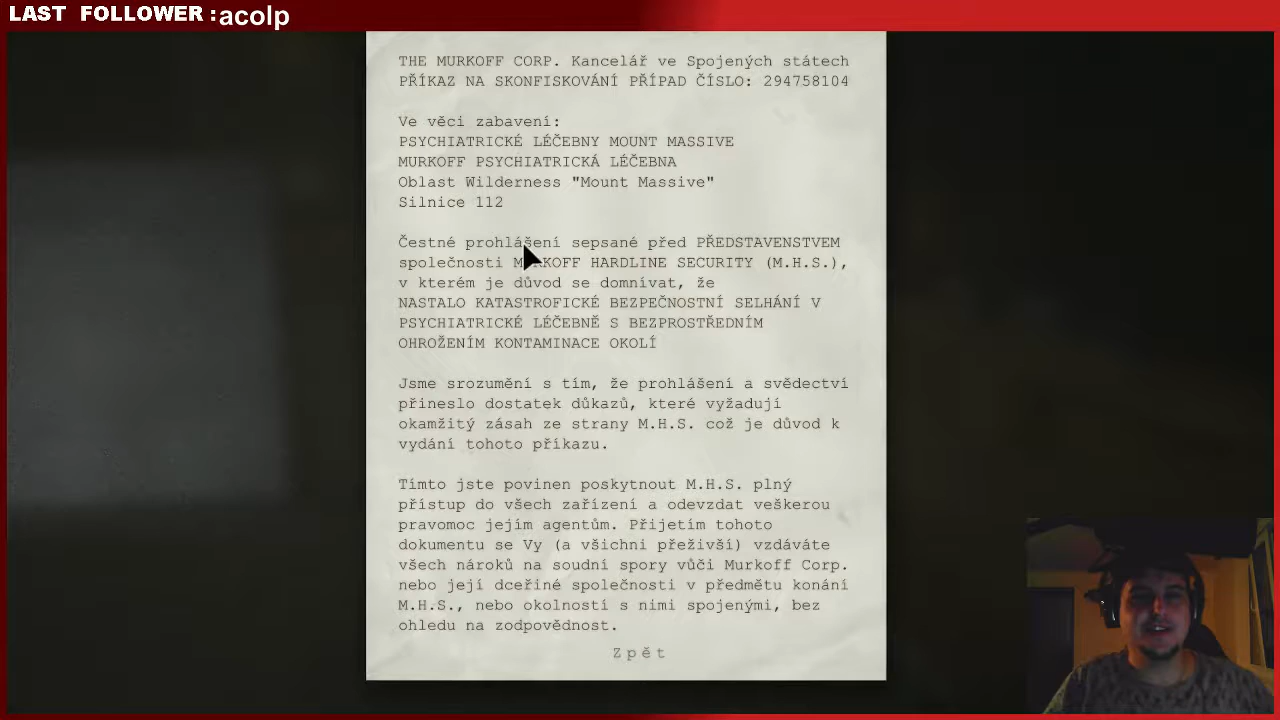 LAST FOLLOWER :acolp
THE MURKOFF CORP. Kancelář ve Spojených státech
PŘÍKAZ NA SKONFISKOVÁNÍ PŘÍPAD ČÍSLO: 294758104
Ve věci zabavení:
PSYCHIATRICKÉ LÉČEBNY MOUNT MASSIVE
MURKOFF PSYCHIATRICKÁ LÉČEBNA
Oblast Wilderness "Mount Massive"
Silnice 112
Čestné prohlášení sepsané před PŘEDSTAVENSTVEM
společnosti MURKOFF HARDLINE SECURITY (M.H.S.),
v kterém je důvod se domnívat, že
NASTALO KATASTROFICKÉ BEZPEČNOSTNÍ SELHÁNÍ V
PSYCHIATRICKÉ LÉČEBNĚ S BEZPROSTŘEDNÍM
OHROŽENÍM KONTAMINACE OKOLÍ
Jsme srozumění s tím, že prohlášení a svědectví
přineslo dostatek důkazů, které vyžadují
okamžitý zásah ze strany M.H.S. což je důvod k
vydání tohoto příkazu.
Tímto jste povinen poskytnout M.H.S. plný
přístup do všech zařízení a odevzdat veškerou
pravomoc jejím agentům. Přijetím tohoto
dokumentu se Vy (a všichni přeživší) vzdáváte
všech nároků na soudní spory vůči Murkoff Corp.
nebo její dceřiné společnosti v předmětu konání
M.H.S., nebo okolností s nimi spojenými, bez
ohledu na zodpovědnost.
Zpět